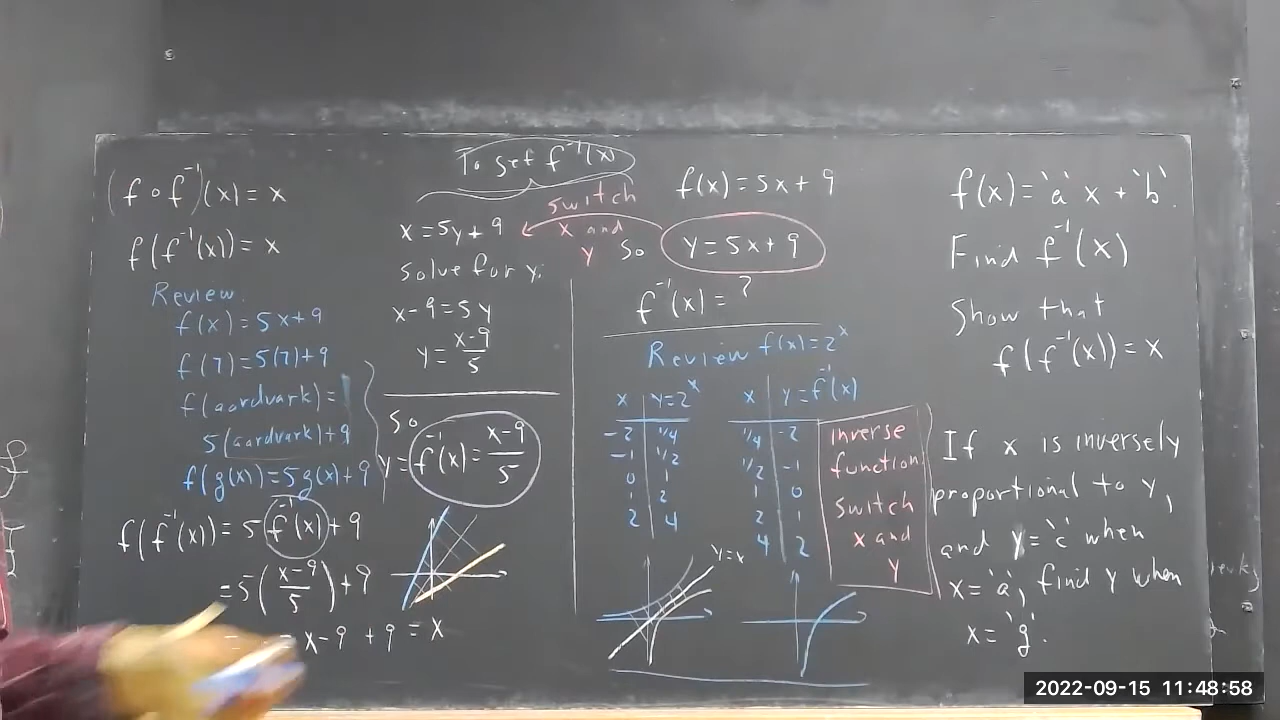 (f ∘ f⁻¹)(x) = x
f(f⁻¹(x)) = x
Review:
f(x) = 5x+9
f(7) = 5(7)+9
f(aardvark) =
5(aardvark)+9
f(g(x)) = 5g(x)+9
f(f⁻¹(x)) = 5 f⁻¹(x) + 9
= 5((x-9)/5) + 9
= x-9 + 9 = x
To get f⁻¹(x)
switch
x and
y
x = 5y + 9
Solve for y:
x-9 = 5y
y = (x-9)/5
So
y = f⁻¹(x) = (x-9)/5
f(x) = 5x + 9
So y = 5x + 9
f⁻¹(x) = ?
Review f(x) = 2ˣ
x y=2ˣ
-2 1/4
-1 1/2
0 1
1 2
2 4
x y=f⁻¹(x)
1/4 -2
1/2 -1
1 0
2 1
4 2
inverse
function
switch
x and
y
y=x
f(x) = 'a' x + 'b'.
Find f⁻¹(x)
Show that
f(f⁻¹(x)) = x
If x is inversely
proportional to y,
and y = 'c' when
x = 'a', find y when
x = 'g'.
2022-09-15 11:48:58